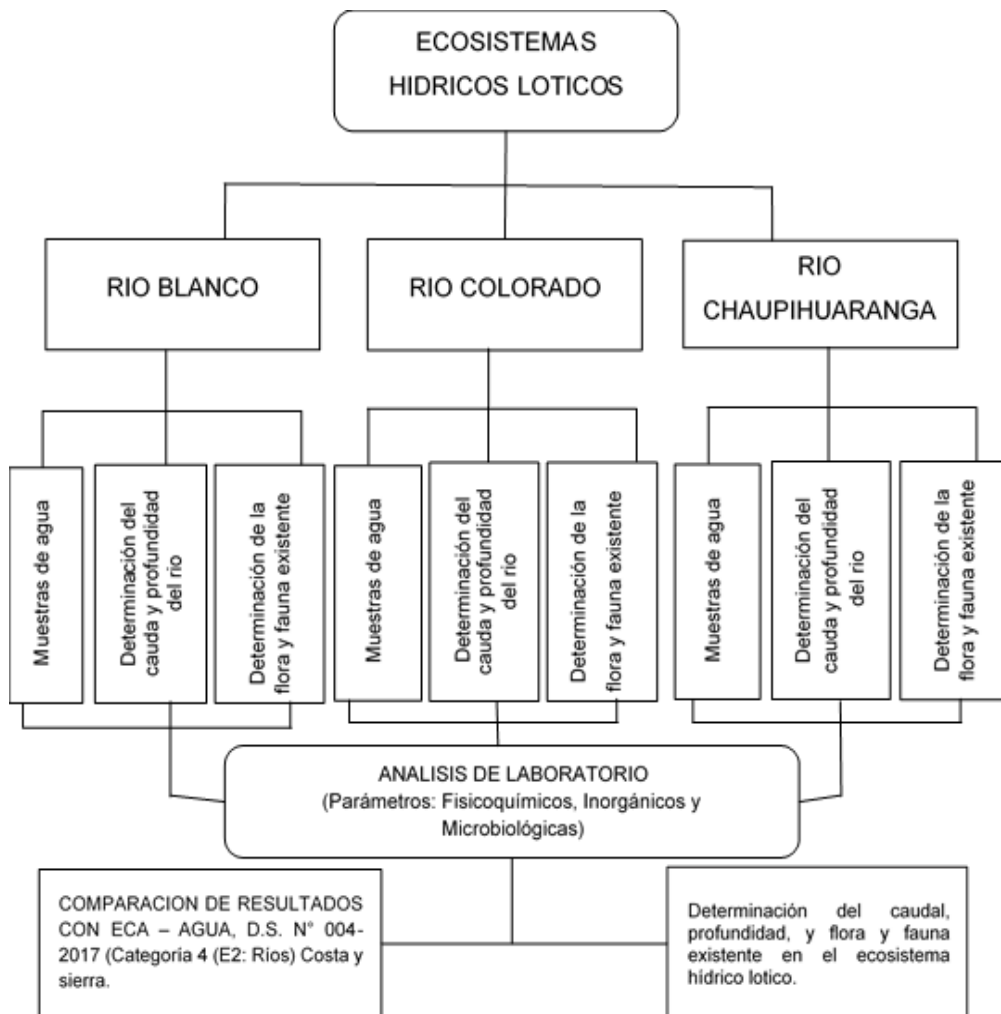 ECOSISTEMAS
HIDRICOS LOTICOS
RIO BLANCO
RIO COLORADO
RIO
CHAUPIHUARANGA
Muestras de agua
Determinación del
cauda y profundidad
del rio
Determinación de la
flora y fauna existente
Muestras de agua
Determinación del
cauda y profundidad
del rio
Determinación de la
flora y fauna existente
Muestras de agua
Determinación del
cauda y profundidad
del rio
Determinación de la
flora y fauna existente
ANALISIS DE LABORATORIO
(Parámetros: Fisicoquímicos, Inorgánicos y
Microbiológicas)
COMPARACION DE RESULTADOS
CON ECA – AGUA, D.S. N° 004-
2017 (Categoría 4 (E2: Ríos) Costa y
sierra.
Determinación del caudal,
profundidad, y flora y fauna
existente en el ecosistema
hídrico lotico.